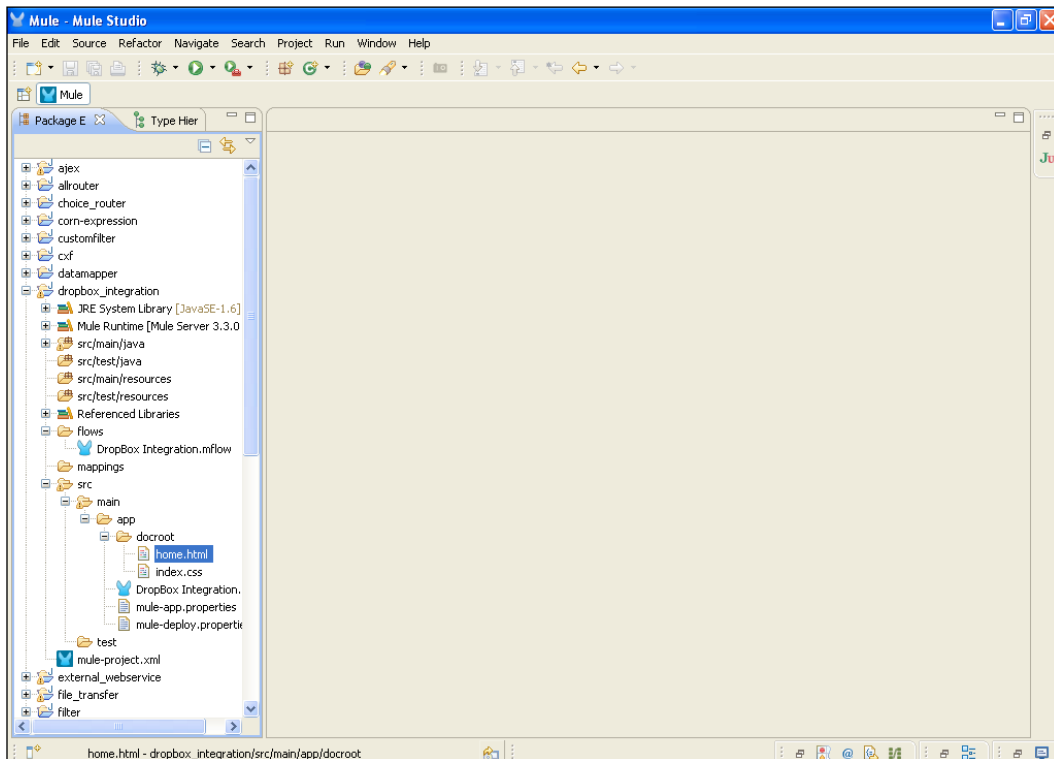 Mule - Mule Studio
File Edit Source Refactor Navigate Search Project Run Window Help
Mule
Package E Type Hier
Ju
ajex
allrouter
choice_router
corn-expression
customfilter
cxf
datamapper
dropbox_integration
JRE System Library [JavaSE-1.6]
Mule Runtime [Mule Server 3.3.0
src/main/java
src/test/java
src/main/resources
src/test/resources
Referenced Libraries
flows
DropBox Integration.mflow
mappings
src
main
app
docroot
home.html
index.css
DropBox Integration.
mule-app.properties
mule-deploy.propertie
test
mule-project.xml
external_webservice
file_transfer
filter
home.html - dropbox_integration/src/main/app/docroot